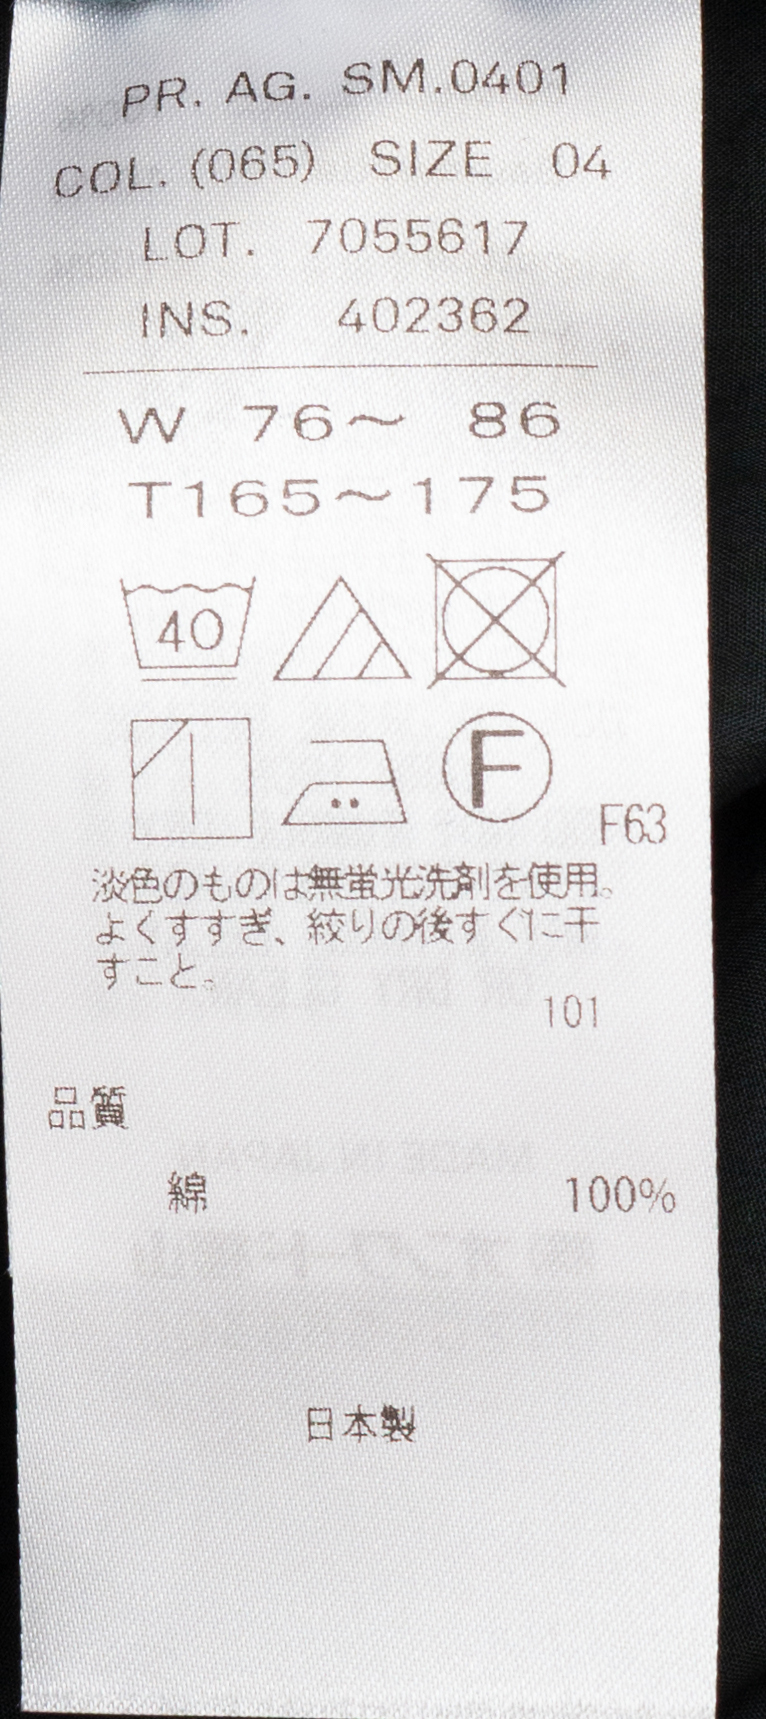 PR. AG. SM.0401
COL. (065) SIZE 04
LOT. 7055617
INS. 402362
W 76～ 86
T165～175
40
F
F63
淡色のものは無蛍光洗剤を使用。
よくすすぎ、絞りの後すぐに干
すこと。
101
品質
綿 100%
日本製